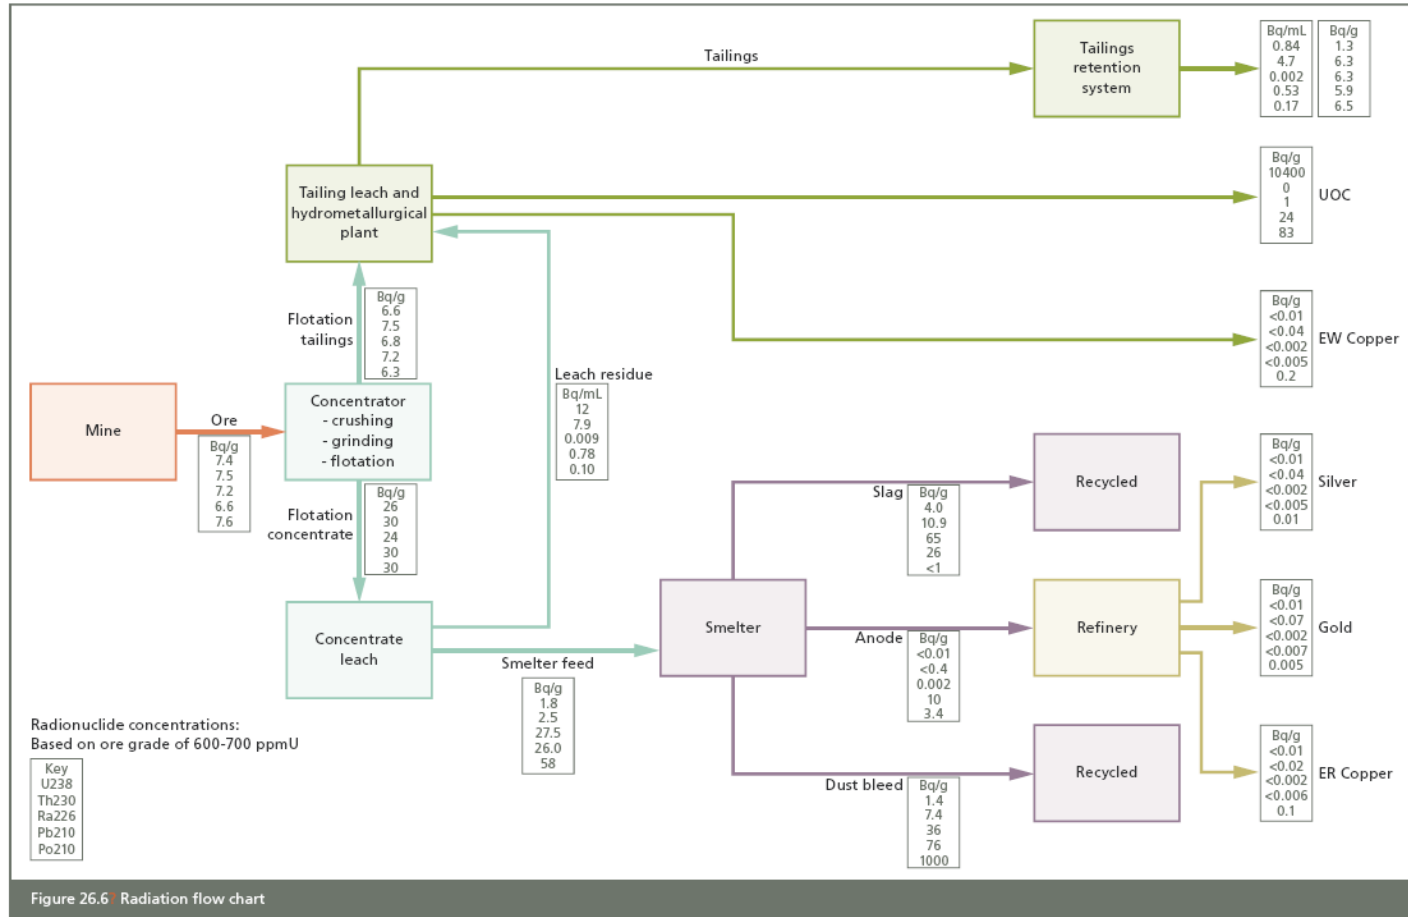 Tailings
Tailings
retention
system
Bq/mL
0.84
4.7
0.002
0.53
0.17
Bq/g
1.3
6.3
6.3
5.9
6.5
Tailing leach and
hydrometallurgical
plant
Bq/g
10400
0
1
24
83
UOC
Flotation
tailings
Bq/g
6.6
7.5
6.8
7.2
6.3
Bq/g
<0.01
<0.04
<0.002
<0.005
0.2
EW Copper
Mine
Ore
Bq/g
7.4
7.5
7.2
6.6
7.6
Concentrator
- crushing
- grinding
- flotation
Leach residue
Bq/mL
12
7.9
0.009
0.78
0.10
Flotation
concentrate
Bq/g
26
30
24
30
30
Slag
Bq/g
4.0
10.9
65
26
<1
Recycled
Bq/g
<0.01
<0.04
<0.002
<0.005
0.01
Silver
Concentrate
leach
Smelter feed
Bq/g
1.8
2.5
27.5
26.0
58
Smelter
Anode
Bq/g
<0.01
<0.4
0.002
10
3.4
Refinery
Bq/g
<0.01
<0.07
<0.002
<0.007
0.005
Gold
Dust bleed
Bq/g
1.4
7.4
36
76
1000
Recycled
Bq/g
<0.01
<0.02
<0.002
<0.006
0.1
ER Copper
Radionuclide concentrations:
Based on ore grade of 600-700 ppmU
Key
U238
Th230
Ra226
Pb210
Po210
Figure 26.6? Radiation flow chart